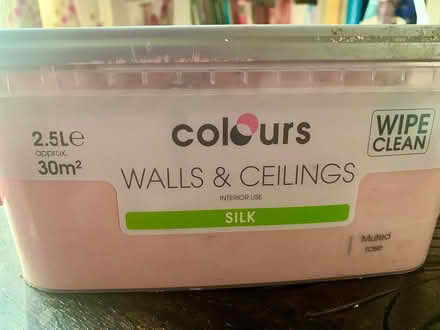 colours
2.5L℮
approx.
30m²
WIPE
CLEAN
WALLS & CEILINGS
INTERIOR USE
SILK
Muted
rose